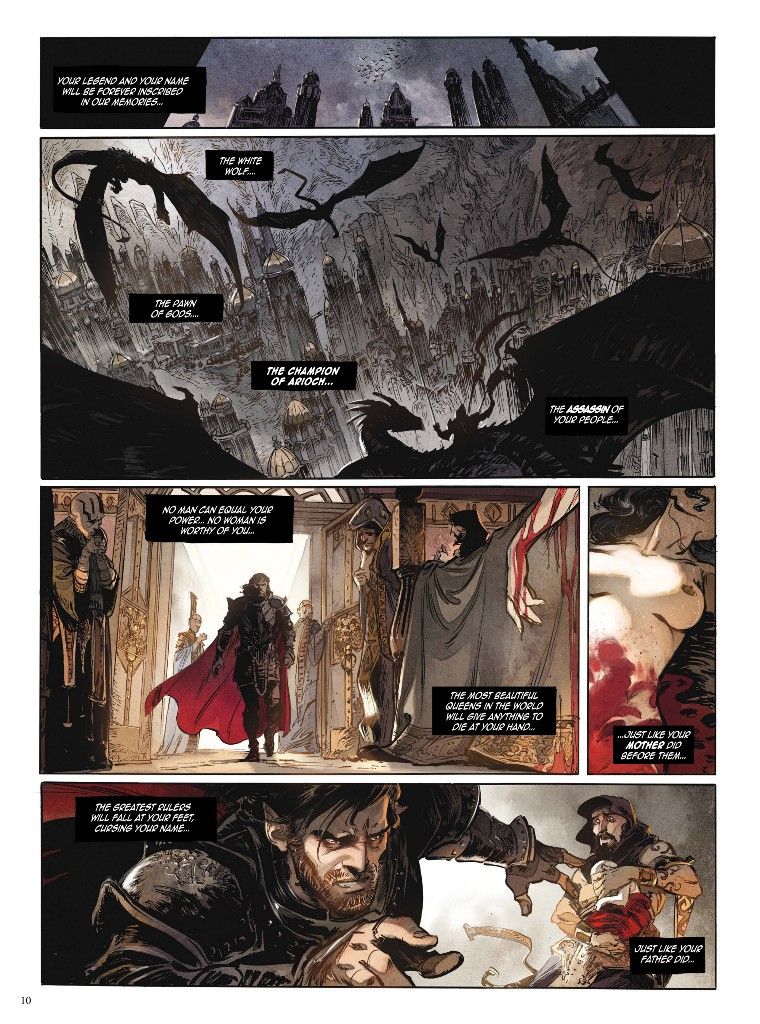 YOUR LEGEND AND YOUR NAME
WILL BE FOREVER INSCRIBED
IN OUR MEMORIES...
THE WHITE
WOLF....
THE PAWN
OF GODS....
THE CHAMPION
OF ARIOCH...
THE ASSASSIN OF
YOUR PEOPLE...
NO MAN CAN EQUAL YOUR
POWER... NO WOMAN IS
WORTHY OF YOU...
THE MOST BEAUTIFUL
QUEENS IN THE WORLD
WILL GIVE ANYTHING TO
DIE AT YOUR HAND...
...JUST LIKE YOUR
MOTHER DID
BEFORE THEM...
THE GREATEST RULERS
WILL FALL AT YOUR FEET,
CURSING YOUR NAME...
JUST LIKE YOUR
FATHER DID...
10